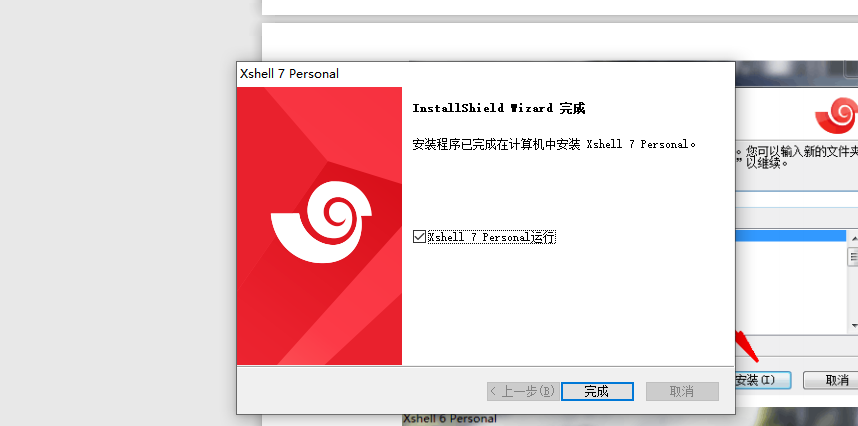 Xshell 7 Personal
InstallShield Wizard 完成
安装程序已完成在计算机中安装 Xshell 7 Personal。
。您可以输入新的文件夹
”以继续。
Xshell 7 Personal运行
安装(I)
取消
< 上一步(B)
完成
取消
Xshell 6 Personal